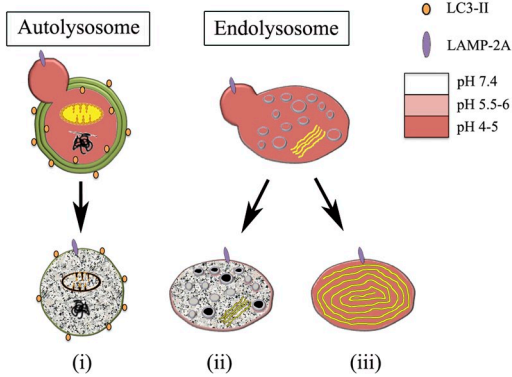 Autolysosome
Endolysosome
LC3-II
LAMP-2A
pH 7.4
pH 5.5-6
pH 4-5
(i)
(ii)
(iii)